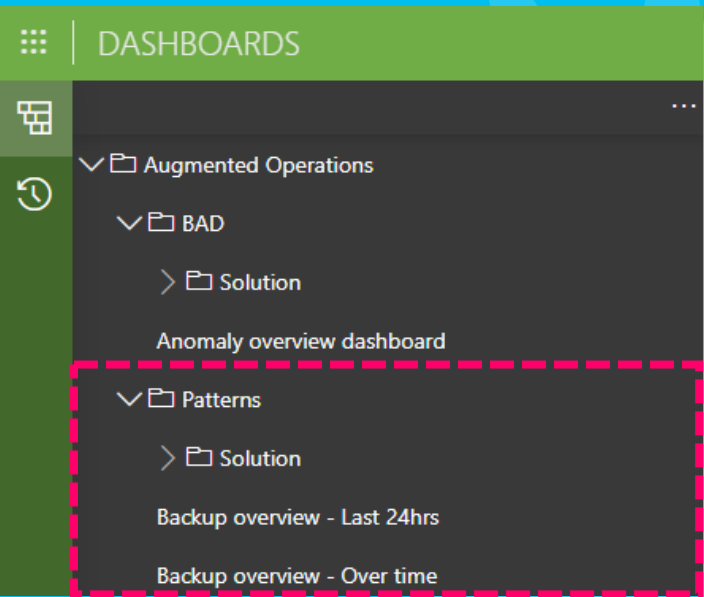 DASHBOARDS
...
Augmented Operations
BAD
Solution
Anomaly overview dashboard
Patterns
Solution
Backup overview - Last 24hrs
Backup overview - Over time